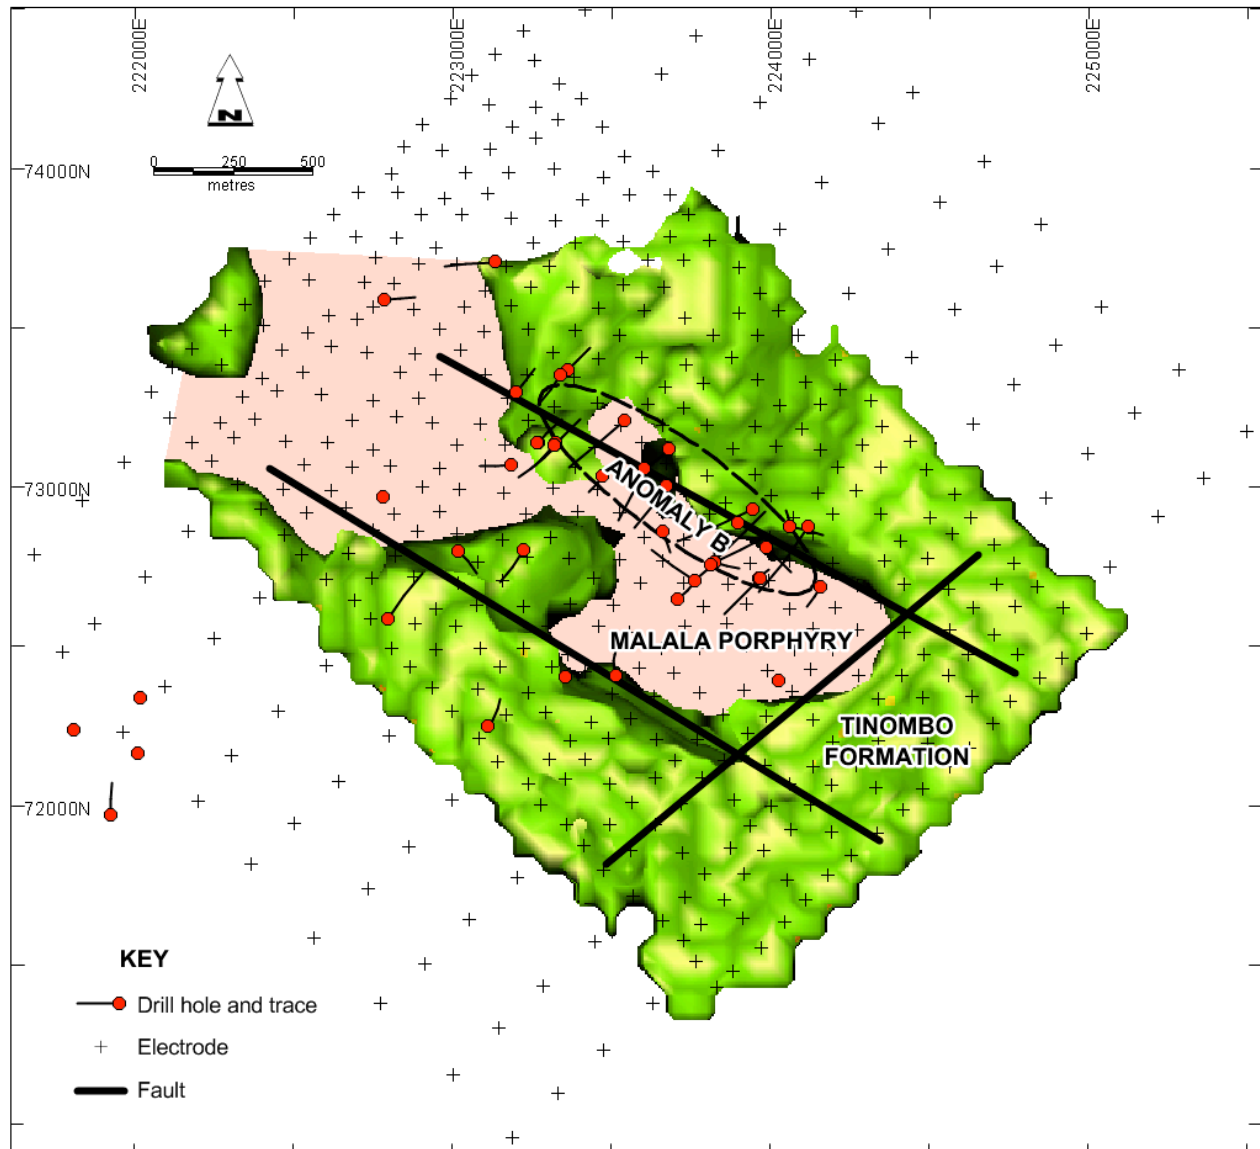 222000E
223000E
224000E
225000E
N
0 250 500
metres
74000N
73000N
72000N
ANOMALY B
MALALA PORPHYRY
TINOMBO
FORMATION
KEY
Drill hole and trace
Electrode
Fault